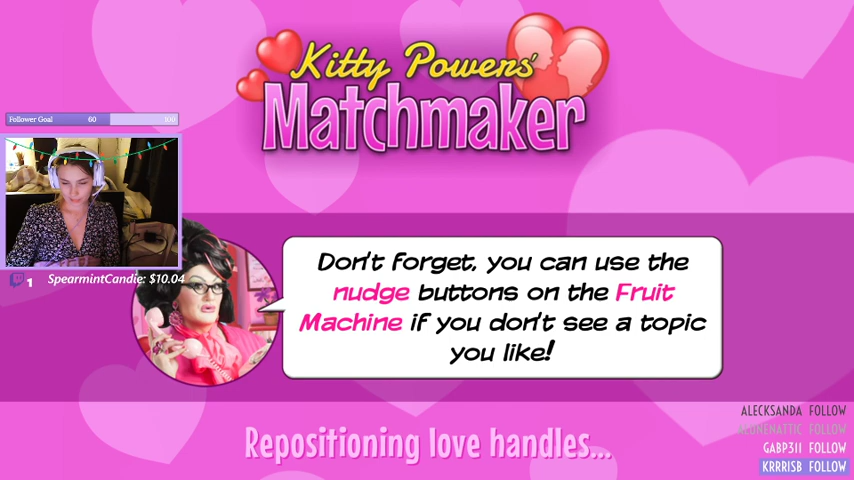 Kitty Powers'
Matchmaker
Follower Goal 60 100
1 SpearmintCandie: $10.04
Don't forget, you can use the
nudge buttons on the Fruit
Machine if you don't see a topic
you like!
Repositioning love handles...
ALECKSANDA FOLLOW
FOLLOW
GABP311 FOLLOW
KRRRISB FOLLOW